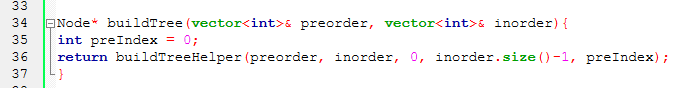 33
34 Node* buildTree(vector<int>& preorder, vector<int>& inorder){
35 int preIndex = 0;
36 return buildTreeHelper(preorder, inorder, 0, inorder.size()-1, preIndex);
37 }